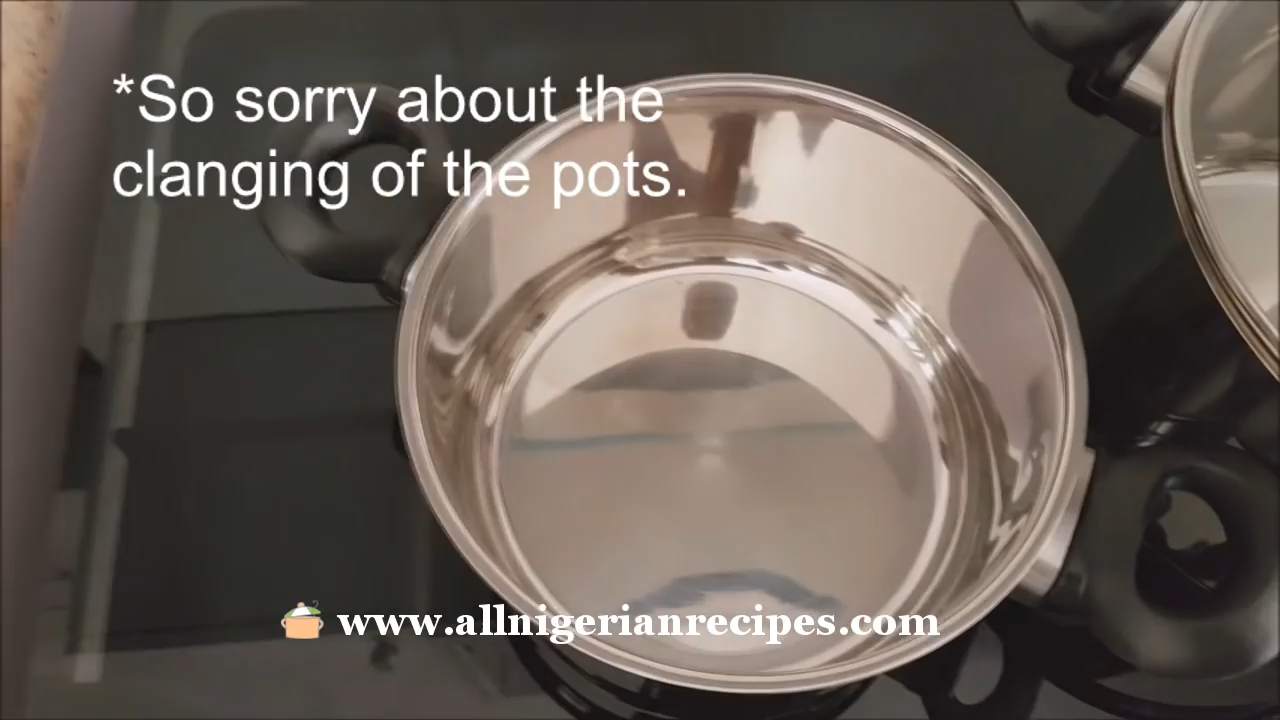 *So sorry about the
clanging of the pots.
www.allnigerianrecipes.com